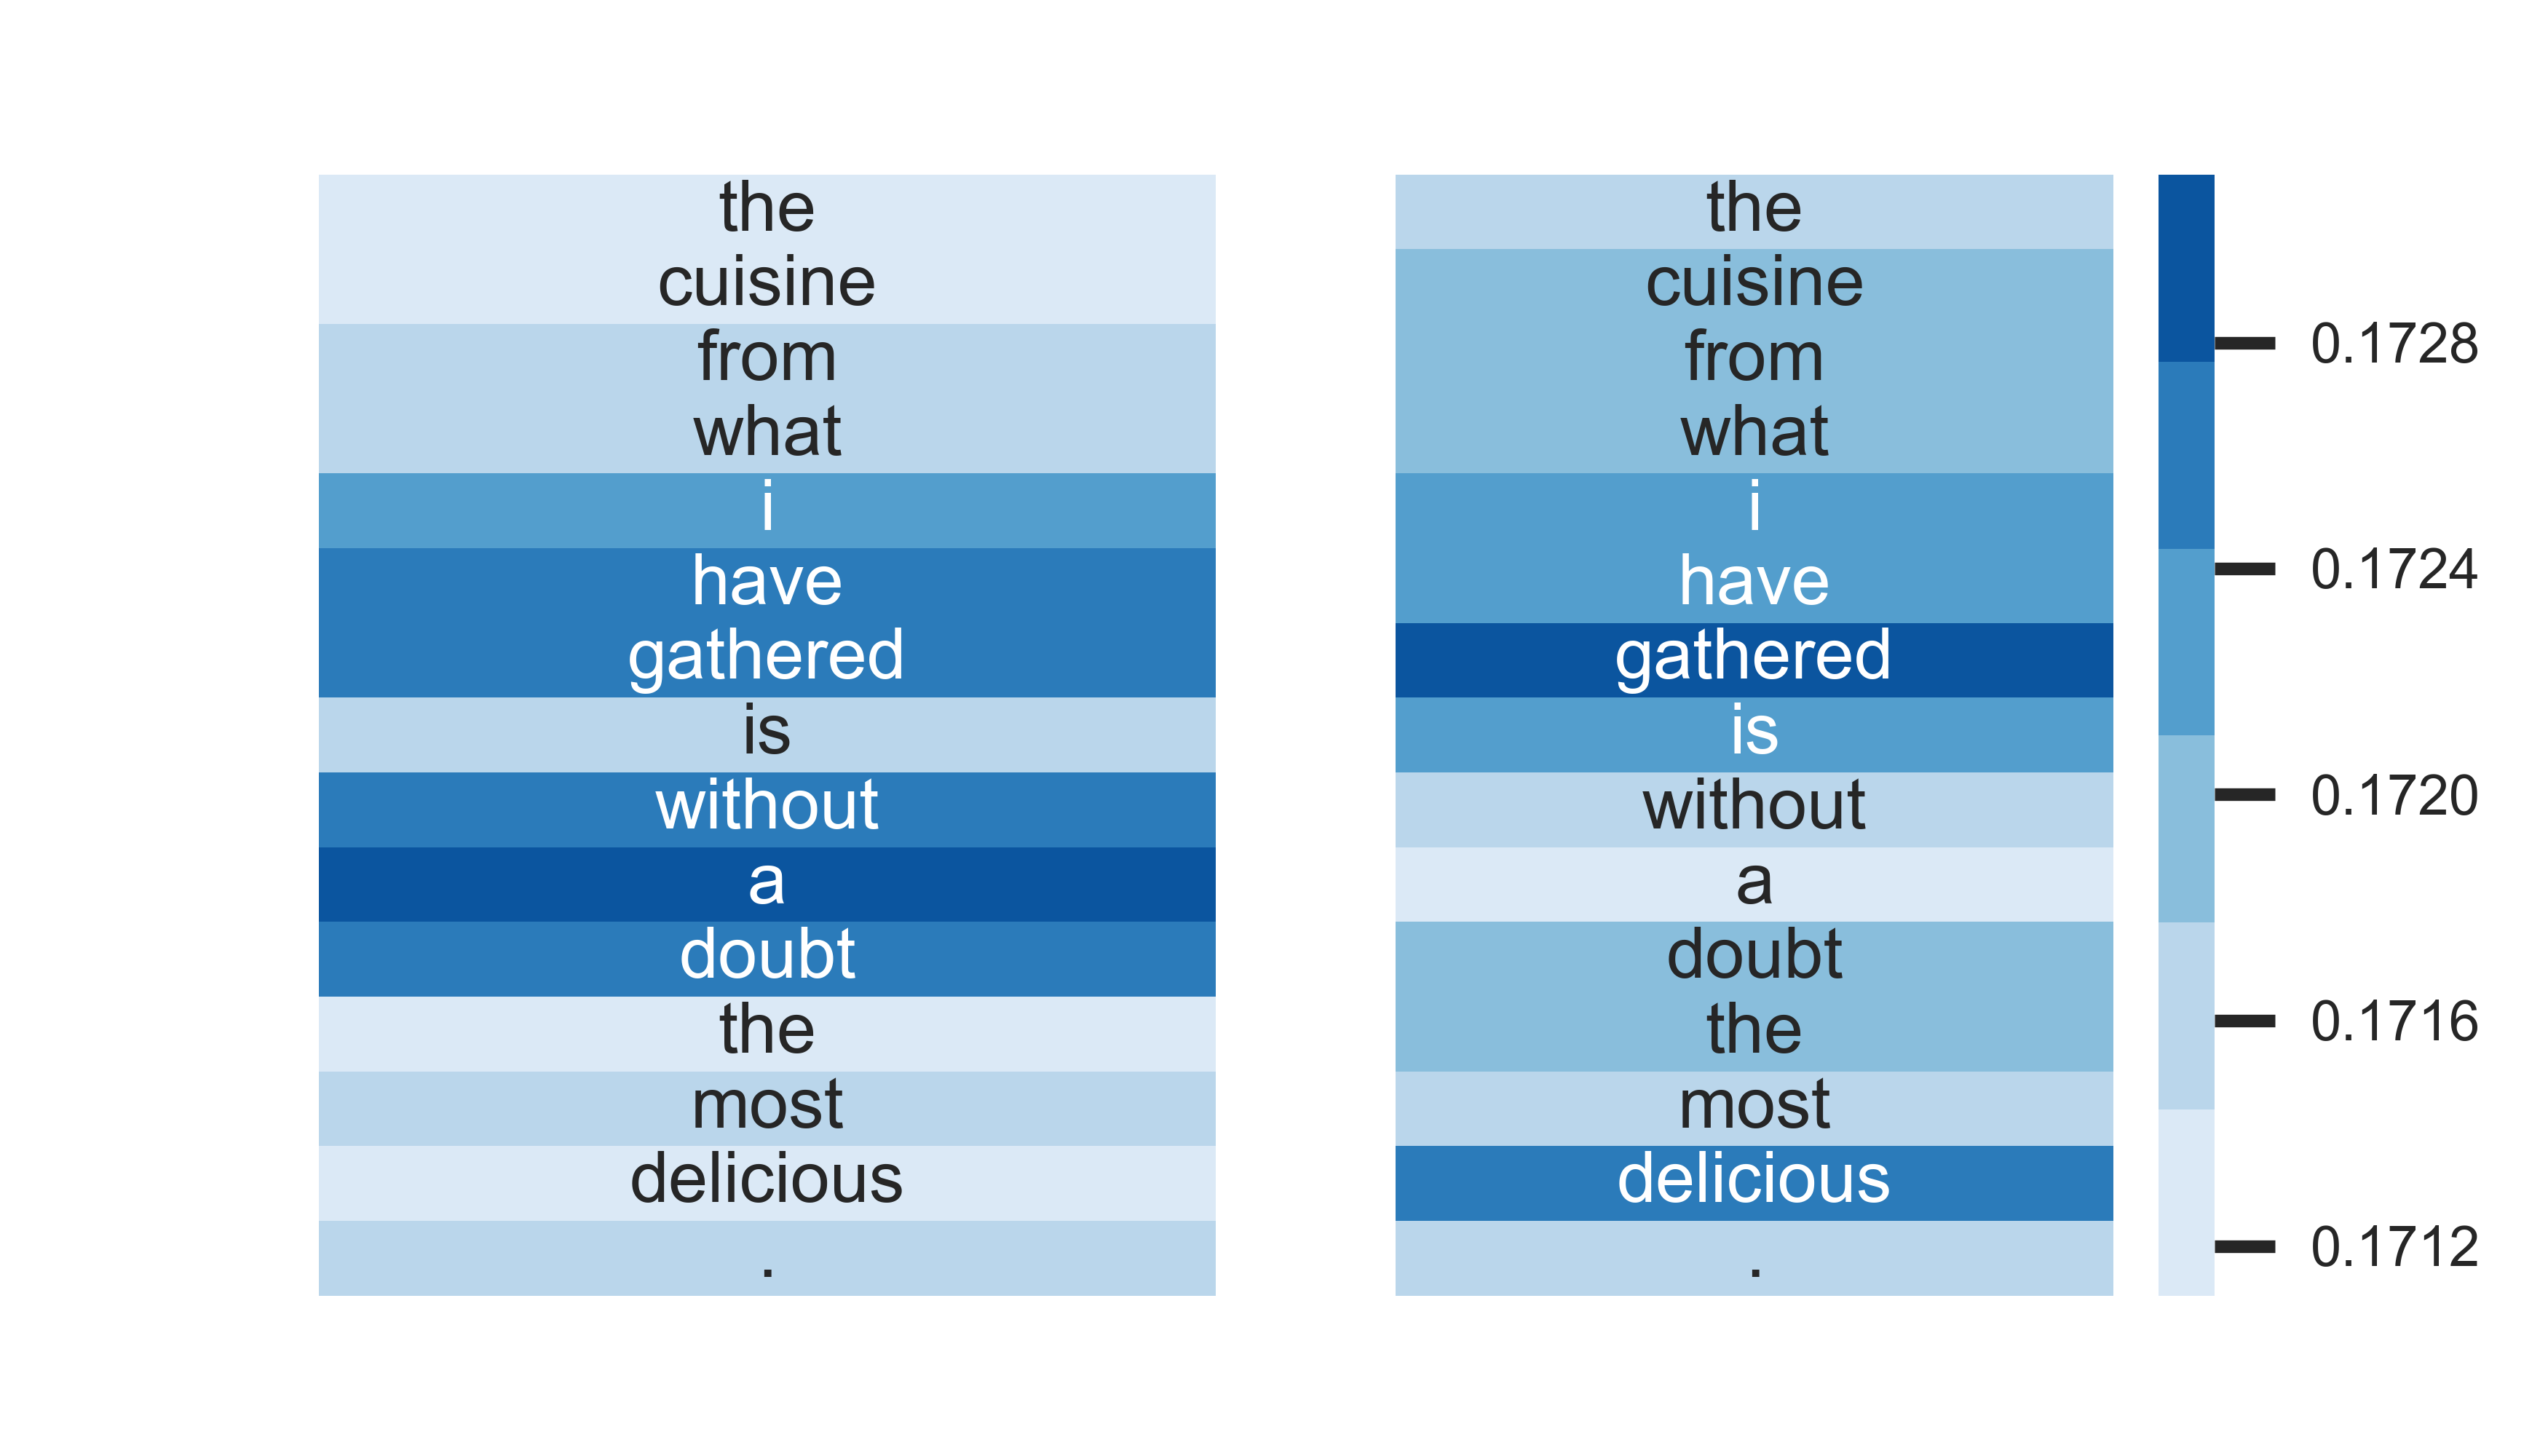 the
cuisine
from
what
i
have
gathered
is
without
a
doubt
the
most
delicious
.
the
cuisine
from
what
i
have
gathered
is
without
a
doubt
the
most
delicious
.
0.1728
0.1724
0.1720
0.1716
0.1712